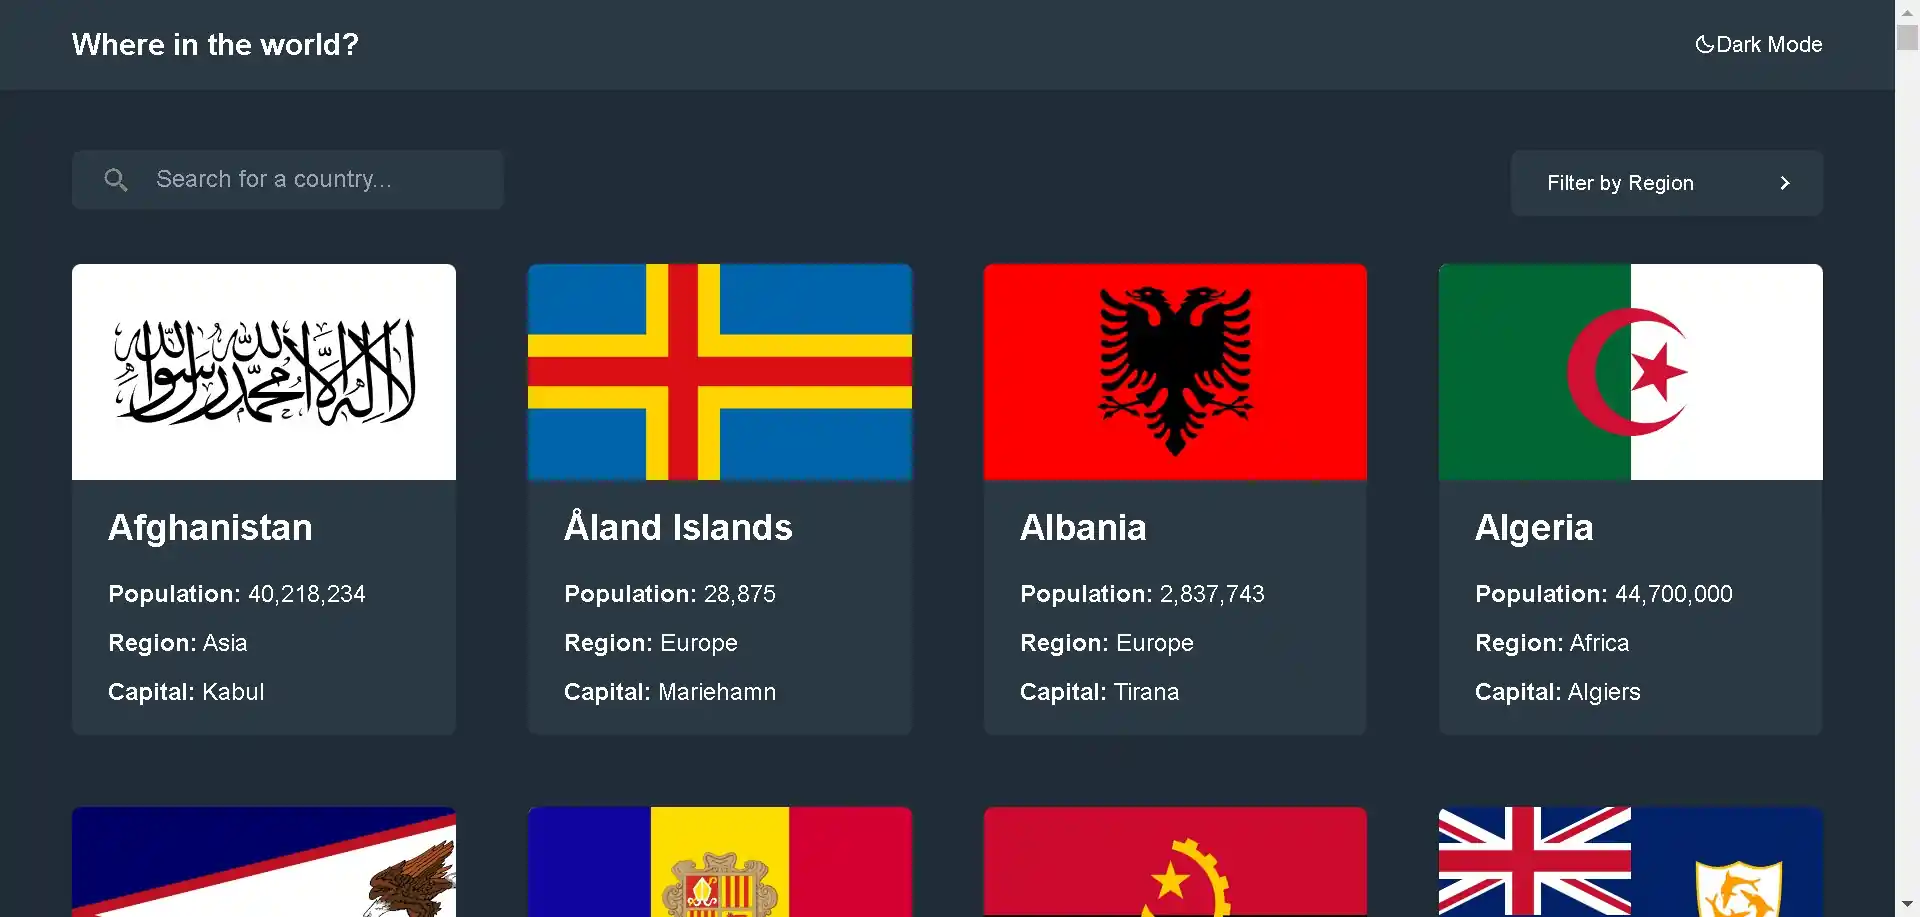 Where in the world?
Dark Mode
Search for a country...
Filter by Region
لا إله إلا الله محمد رسول الله
Afghanistan
Population: 40,218,234
Region: Asia
Capital: Kabul
Åland Islands
Population: 28,875
Region: Europe
Capital: Mariehamn
Albania
Population: 2,837,743
Region: Europe
Capital: Tirana
Algeria
Population: 44,700,000
Region: Africa
Capital: Algiers